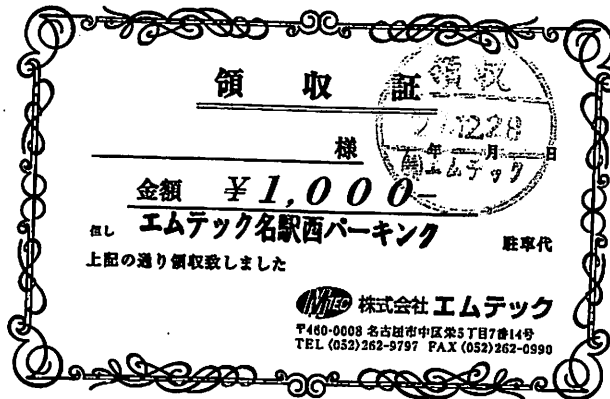 領収証
領収
12.28
年 月 日
㈱エムテック
様
金額 ¥1,000-
但し エムテック名駅西パーキング 駐車代
上記の通り領収致しました
MTEC 株式会社 エムテック
〒460-0008 名古屋市中区栄5丁目7番14号
TEL (052)262-9797 FAX (052)262-0990